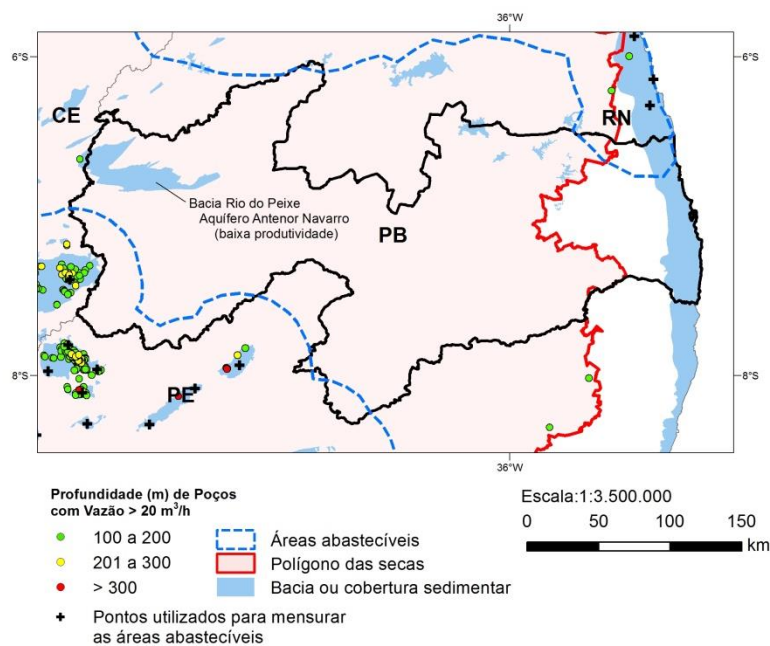 36°W
6°S
6°S
CE
RN
Bacia Rio do Peixe
Aquífero Antenor Navarro
(baixa produtividade)
PB
8°S
8°S
PE
36°W
Profundidade (m) de Poços
com Vazão > 20 m³/h
100 a 200
201 a 300
> 300
Pontos utilizados para mensurar
as áreas abastecíveis
Áreas abastecíveis
Polígono das secas
Bacia ou cobertura sedimentar
Escala:1:3.500.000
0 50 100 150
km